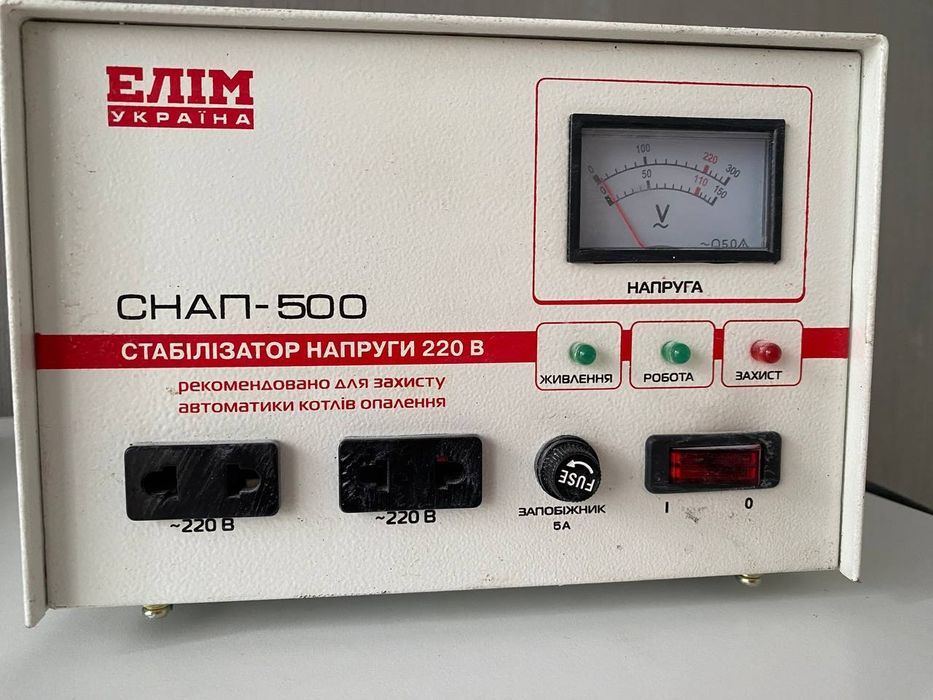 ЕЛІМ
УКРАЇНА
0 100 220 300
0 50 110 150
V
~
НАПРУГА
СНАП-500
СТАБІЛІЗАТОР НАПРУГИ 220 В
рекомендовано для захисту
автоматики котлів опалення
ЖИВЛЕННЯ
РОБОТА
ЗАХИСТ
~220 В
~220 В
FUSE
ЗАПОБІЖНИК
5А
I 0